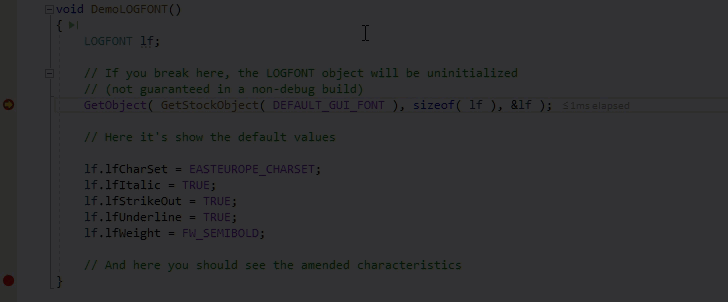 void DemoLOGFONT()
{
LOGFONT lf;
// If you break here, the LOGFONT object will be uninitialized
// (not guaranteed in a non-debug build)
GetObject( GetStockObject( DEFAULT_GUI_FONT ), sizeof( lf ), &lf ); ≤1ms elapsed
// Here it's show the default values
lf.lfCharSet = EASTEUROPE_CHARSET;
lf.lfItalic = TRUE;
lf.lfStrikeOut = TRUE;
lf.lfUnderline = TRUE;
lf.lfWeight = FW_SEMIBOLD;
// And here you should see the amended characteristics
}